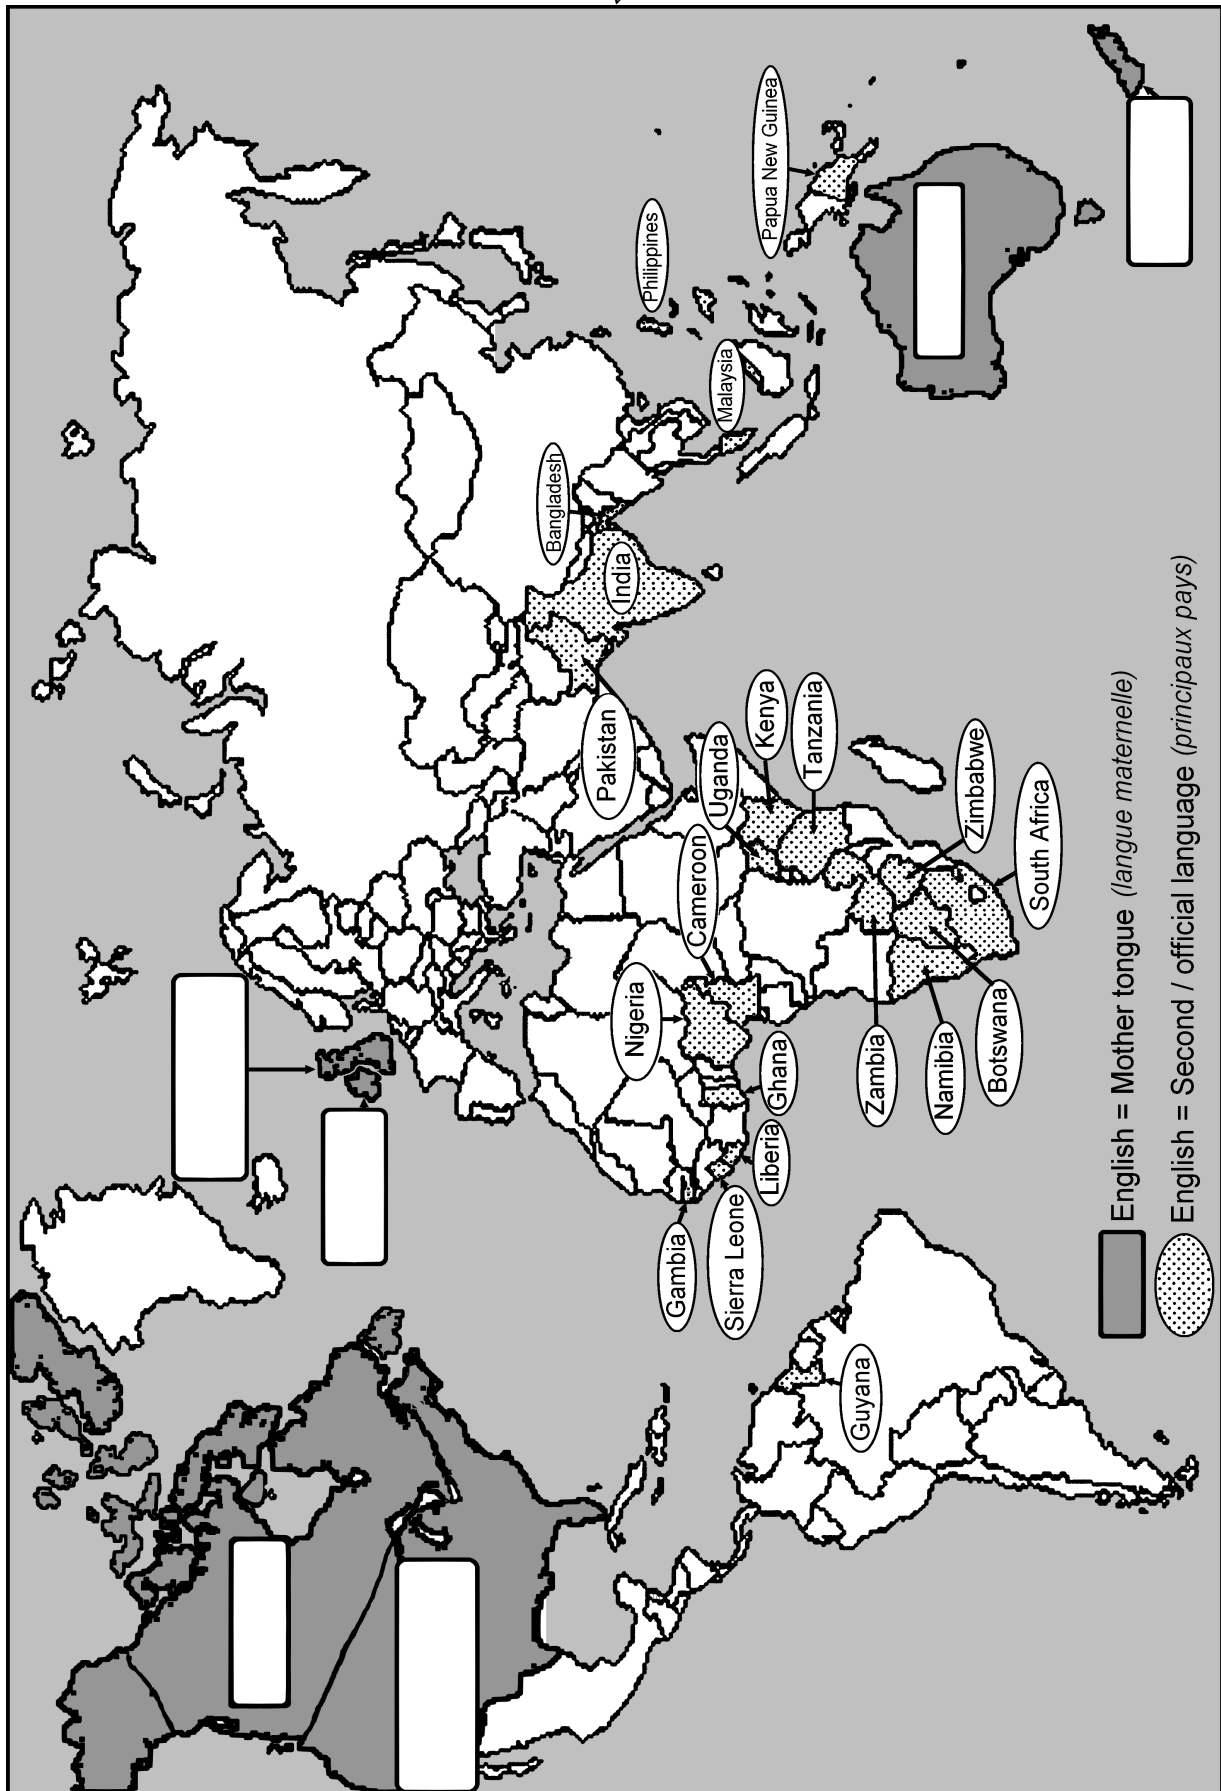 Papua New Guinea
Philippines
Malaysia
Bangladesh
India
Pakistan
Kenya
Uganda
Tanzania
Cameroon
Zimbabwe
South Africa
Nigeria
Ghana
Zambia
Namibia
Botswana
Liberia
Gambia
Sierra Leone
Guyana
English = Mother tongue (langue maternelle)
English = Second / official language (principaux pays)